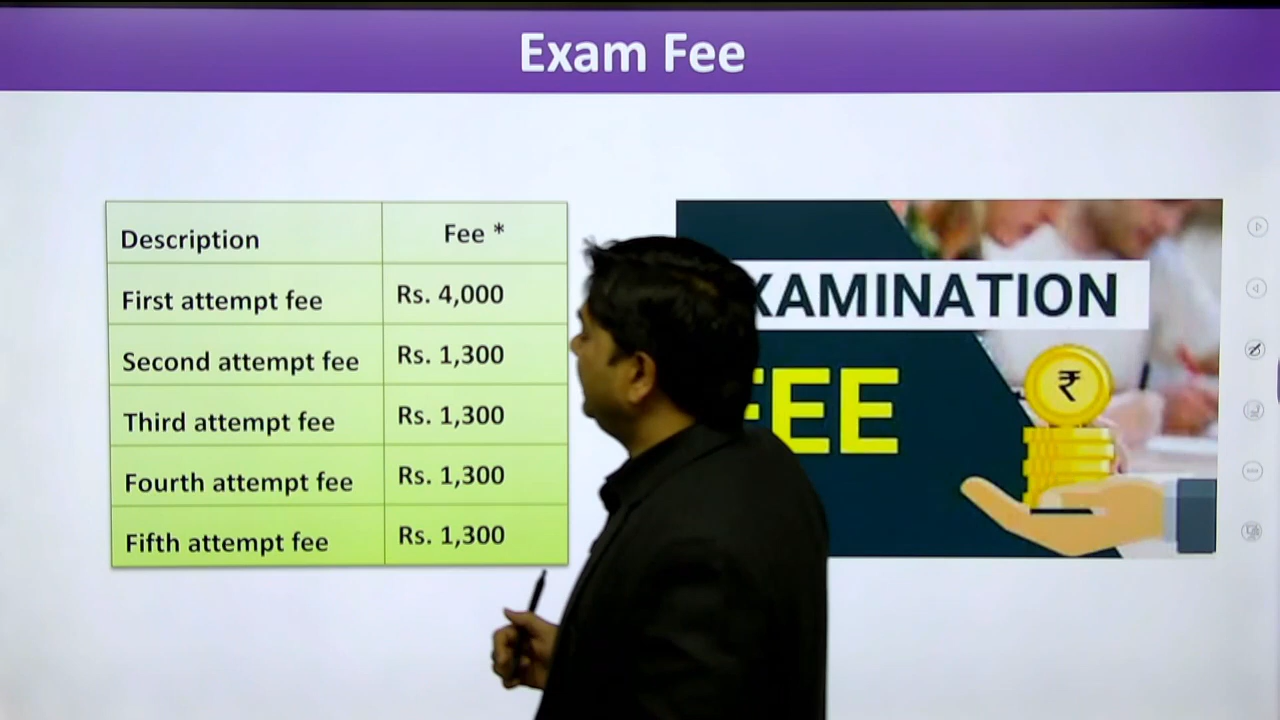 Exam Fee
Description Fee *
First attempt fee Rs. 4,000
Second attempt fee Rs. 1,300
Third attempt fee Rs. 1,300
Fourth attempt fee Rs. 1,300
Fifth attempt fee Rs. 1,300
XAMINATION
FEE
₹